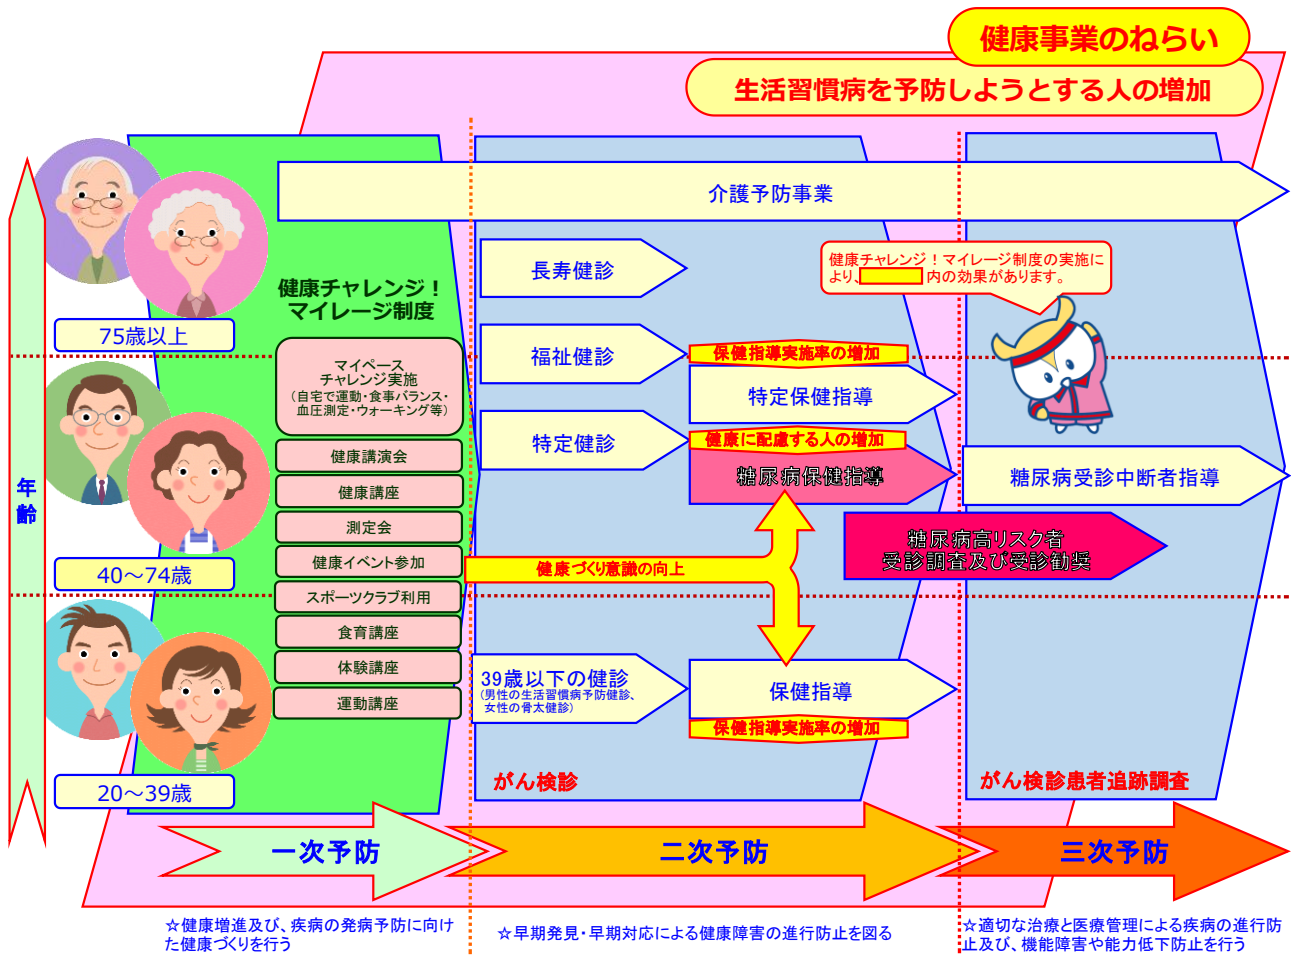 健康事業のねらい
生活習慣病を予防しようとする人の増加
介護予防事業
年齢
75歳以上
40～74歳
20～39歳
健康チャレンジ！
マイレージ制度
マイペース
チャレンジ実施
（自宅で運動・食事バランス・
血圧測定・ウォーキング等）
健康講演会
健康講座
測定会
健康イベント参加
スポーツクラブ利用
食育講座
体験講座
運動講座
長寿健診
福祉健診
特定健診
健康チャレンジ！マイレージ制度の実施に
より、
内の効果があります。
保健指導実施率の増加
特定保健指導
健康に配慮する人の増加
糖尿病保健指導
糖尿病受診中断者指導
糖尿病高リスク者
受診調査及び受診勧奨
健康づくり意識の向上
39歳以下の健診
（男性の生活習慣病予防健診、
女性の骨太健診）
保健指導
保健指導実施率の増加
がん検診
がん検診患者追跡調査
一次予防
二次予防
三次予防
☆健康増進及び、疾病の発病予防に向け
た健康づくりを行う
☆早期発見・早期対応による健康障害の進行防止を図る
☆適切な治療と医療管理による疾病の進行防
止及び、機能障害や能力低下防止を行う